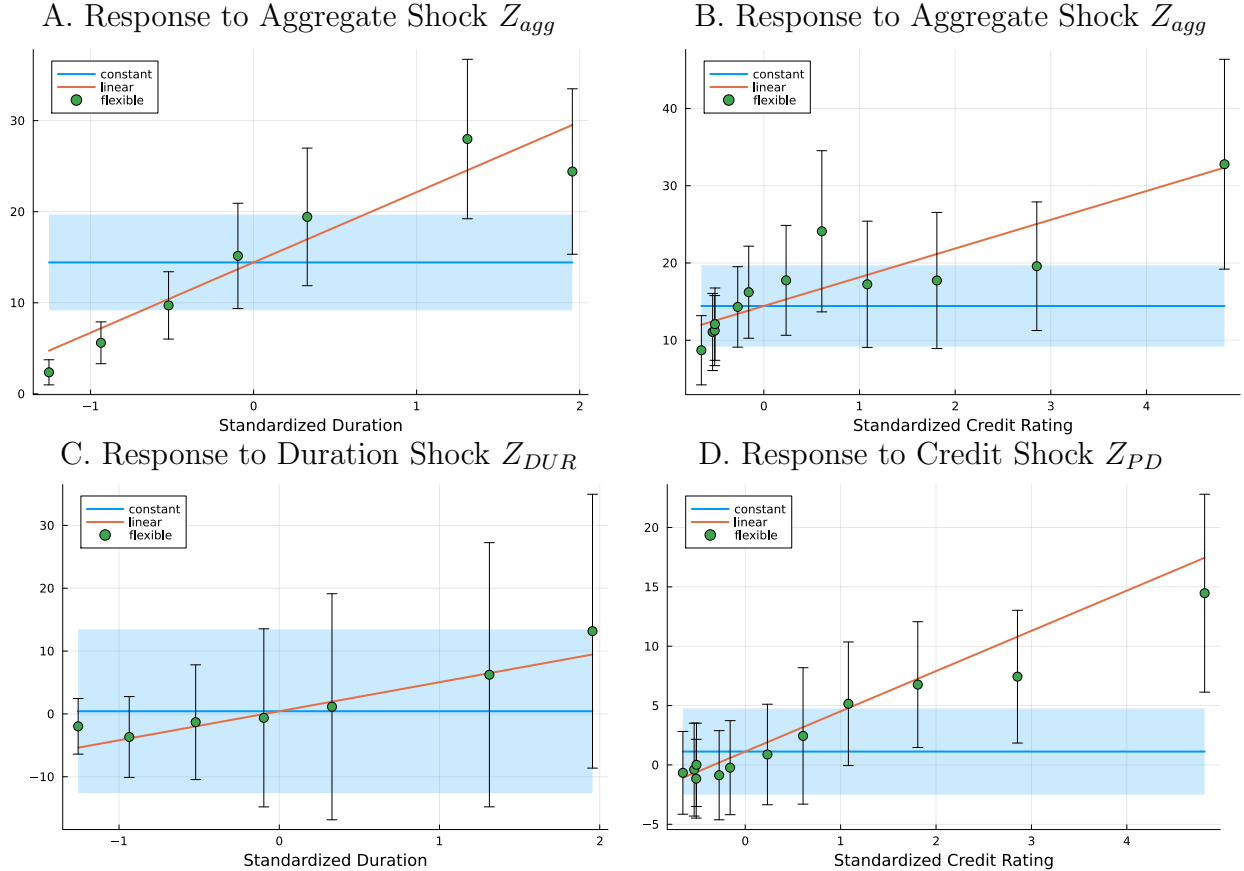 A. Response to Aggregate Shock Z_agg
constant
linear
flexible
30
20
10
0
−1
0
1
2
Standardized Duration
B. Response to Aggregate Shock Z_agg
constant
linear
flexible
40
30
20
10
0
1
2
3
4
Standardized Credit Rating
C. Response to Duration Shock Z_DUR
constant
linear
flexible
30
20
10
0
−10
−1
0
1
2
Standardized Duration
D. Response to Credit Shock Z_PD
constant
linear
flexible
20
15
10
5
0
−5
0
1
2
3
4
Standardized Credit Rating